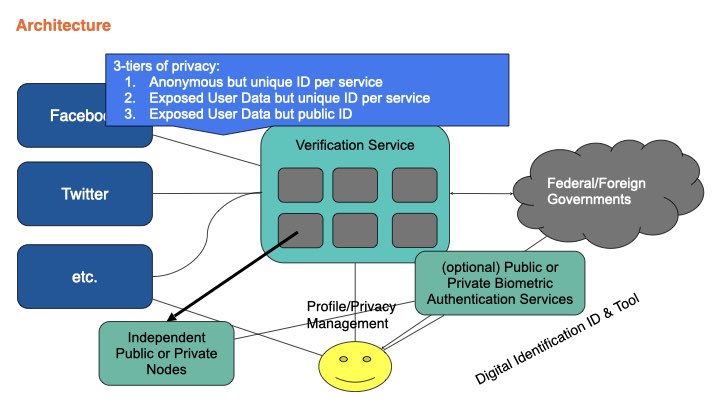 Architecture
3-tiers of privacy:
1. Anonymous but unique ID per service
2. Exposed User Data but unique ID per service
3. Exposed User Data but public ID
Facebo
Verification Service
Twitter
Federal/Foreign
Governments
etc.
(optional) Public or
Private Biometric
Authentication Services
Profile/Privacy
Management
Independent
Public or Private
Nodes
Digital Identification ID & Tool